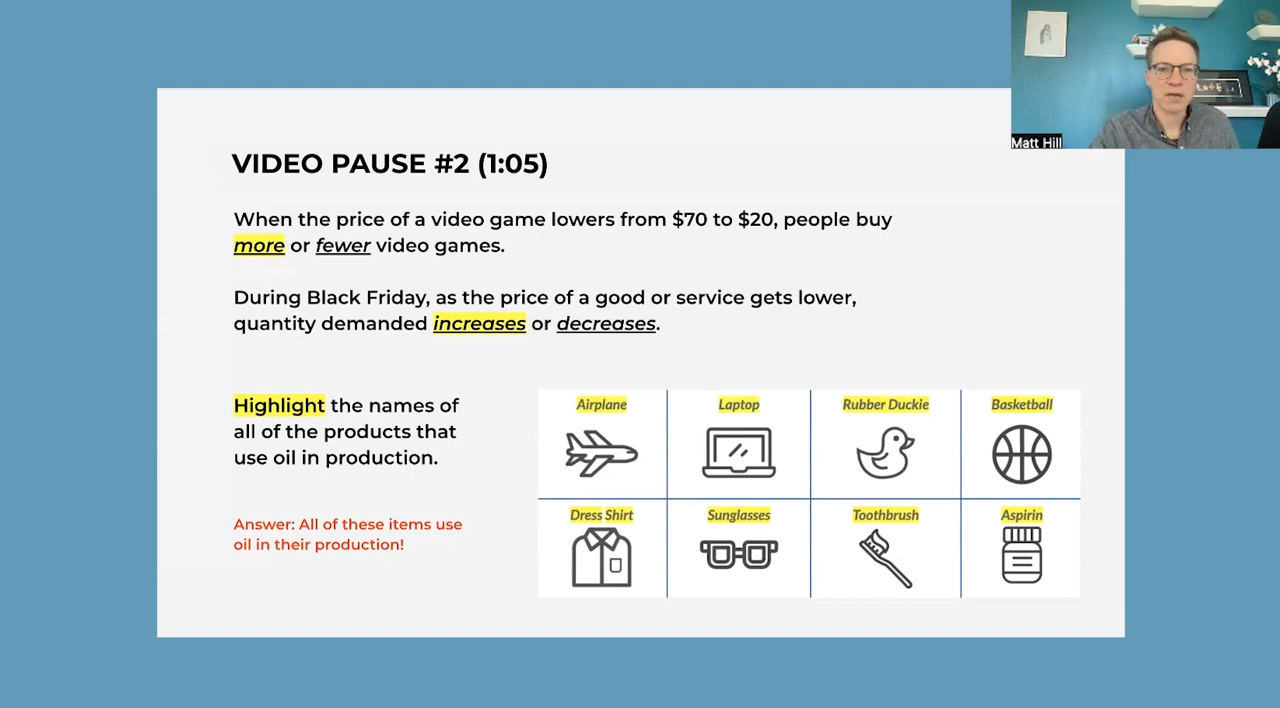 VIDEO PAUSE #2 (1:05)
When the price of a video game lowers from $70 to $20, people buy
more or fewer video games.
During Black Friday, as the price of a good or service gets lower,
quantity demanded increases or decreases.
Highlight the names of
all of the products that
use oil in production.
Answer: All of these items use
oil in their production!
Airplane
Laptop
Rubber Duckie
Basketball
Dress Shirt
Sunglasses
Toothbrush
Aspirin
Matt Hill